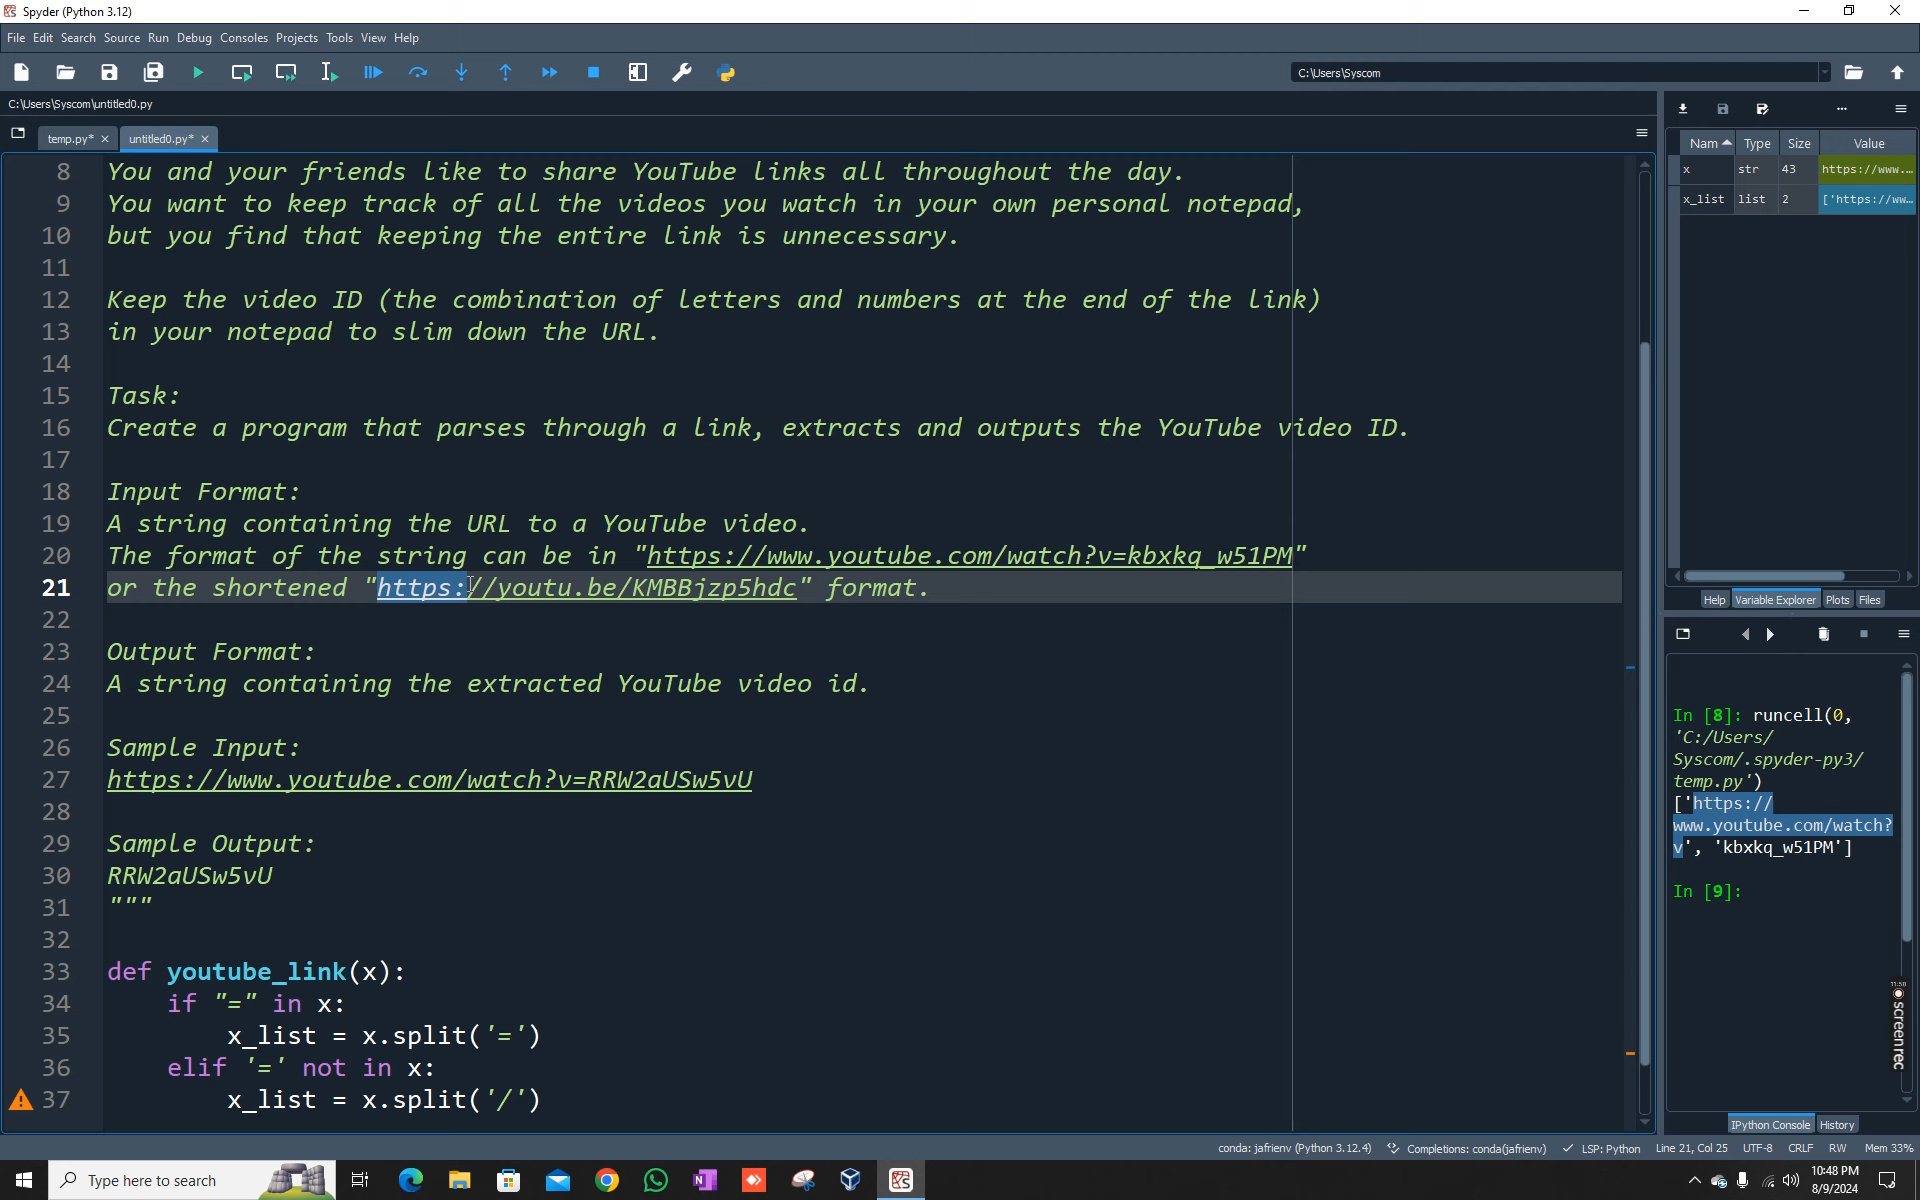 Spyder (Python 3.12)
File Edit Search Source Run Debug Consoles Projects Tools View Help
C:\Users\Syscom
C:\Users\Syscom\untitled0.py
temp.py*
untitled0.py*
8 You and your friends like to share YouTube links all throughout the day.
9 You want to keep track of all the videos you watch in your own personal notepad,
10 but you find that keeping the entire link is unnecessary.
11
12 Keep the video ID (the combination of letters and numbers at the end of the link)
13 in your notepad to slim down the URL.
14
15 Task:
16 Create a program that parses through a link, extracts and outputs the YouTube video ID.
17
18 Input Format:
19 A string containing the URL to a YouTube video.
20 The format of the string can be in "https://www.youtube.com/watch?v=kbxkq_w51PM"
21 or the shortened "https://youtu.be/KMBBjzp5hdc" format.
22
23 Output Format:
24 A string containing the extracted YouTube video id.
25
26 Sample Input:
27 https://www.youtube.com/watch?v=RRW2aUSw5vU
28
29 Sample Output:
30 RRW2aUSw5vU
31 """
32
33 def youtube_link(x):
34 if "=" in x:
35 x_list = x.split('=')
36 elif '=' not in x:
37 x_list = x.split('/')
Nam Type Size Value
x str 43 https://www...
x_list list 2 ['https://ww...
Help Variable Explorer Plots Files
In [8]: runcell(0,
'C:/Users/
Syscom/.spyder-py3/
temp.py')
['https://
www.youtube.com/watch?
v', 'kbxkq_w51PM']
In [9]:
11:58
screenrec
IPython Console History
conda: jafrienv (Python 3.12.4) Completions: conda(jafrienv) LSP: Python Line 21, Col 25 UTF-8 CRLF RW Mem 33%
Type here to search
10:48 PM
8/9/2024